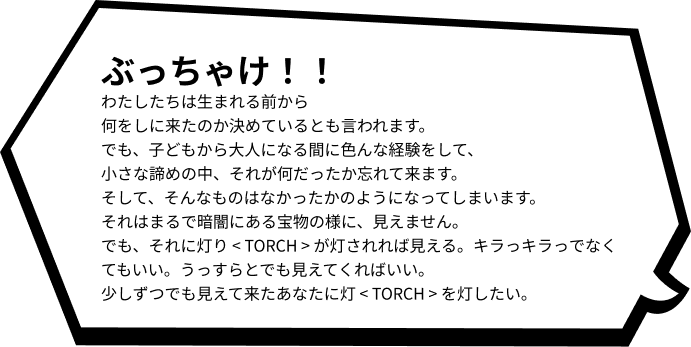 ぶっちゃけ！！
わたしたちは生まれる前から
何をしに来たのか決めているとも言われます。
でも、子どもから大人になる間に色んな経験をして、
小さな諦めの中、それが何だったか忘れて来ます。
そして、そんなものはなかったかのようになってしまいます。
それはまるで暗闇にある宝物の様に、見えません。
でも、それに灯り＜TORCH＞が灯されれば見える。キラっキラっでなく
てもいい。うっすらとでも見えてくればいい。
少しずつでも見えて来たあなたに灯＜TORCH＞を灯したい。